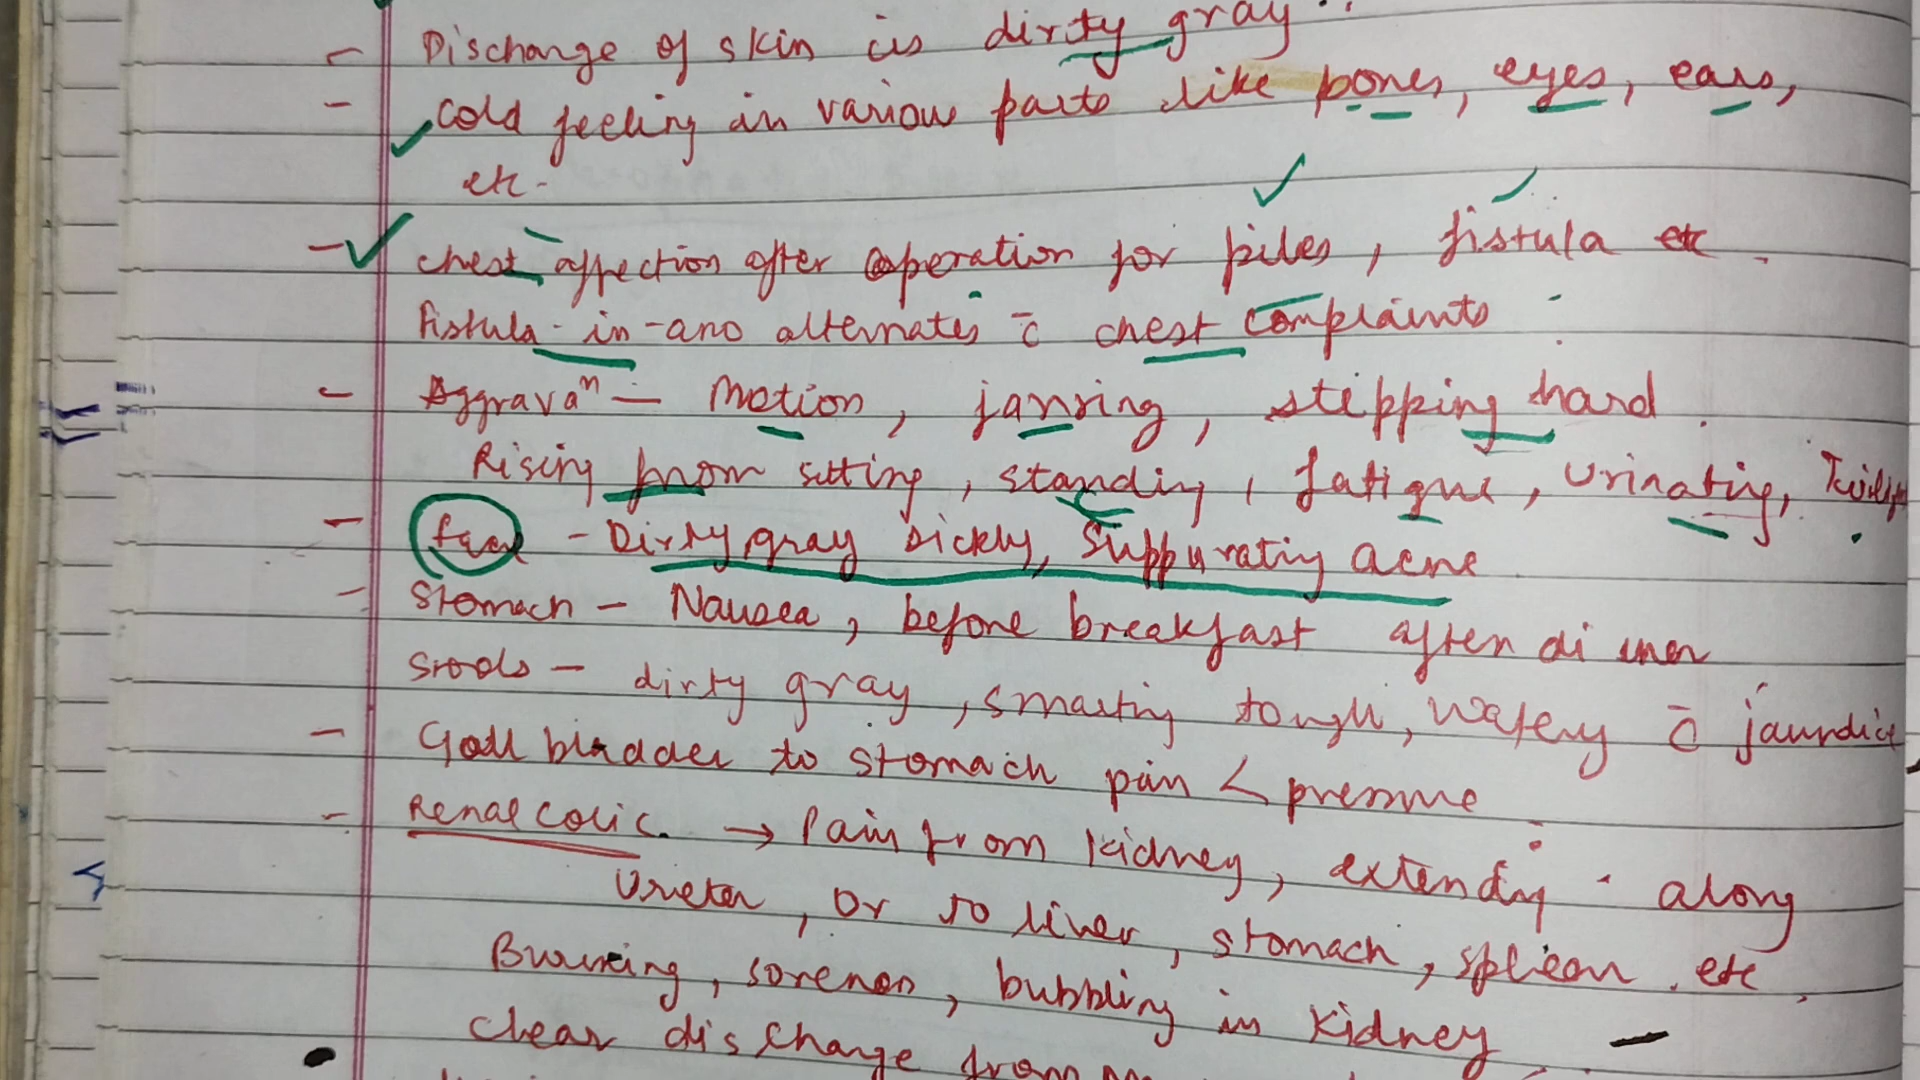 - Discharge of skin is dirty gray.
- cold feeling in various parts like bones, eyes, ears,
etc.
- chest affection after operation for piles, fistula etc.
Fistula-in-ano alternates c̄ chest complaints
- Aggravaⁿ — Motion, jarring, stepping hard.
Rising from sitting, standing, fatigue, urinating,
- face - Dirty gray sickly, suppurating acne
- Stomach - Nausea, before breakfast after dinner
Stools - dirty gray, smarting tough, watery c̄ jaundice
- Gall bladder to stomach pain < pressure
- Renal colic. → Pain from kidney, extending along
Ureter, or to liver, stomach, spleen. etc.
Burning, soreness, bubbling in kidney.
clear discharge from